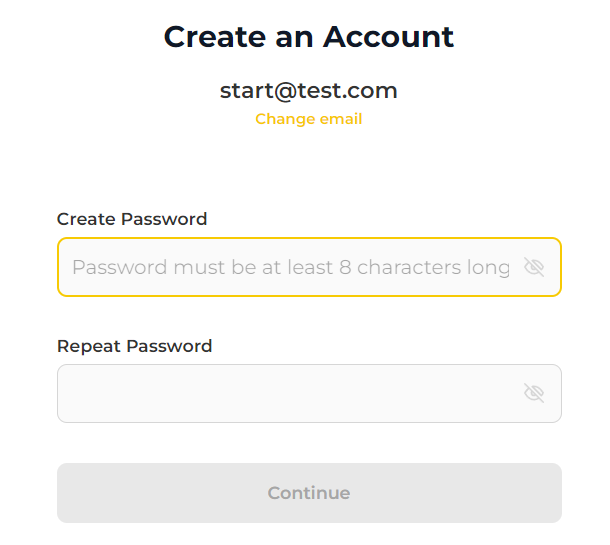 Create an Account
start@test.com
Change email
Create Password
Password must be at least 8 characters long
Repeat Password
Continue